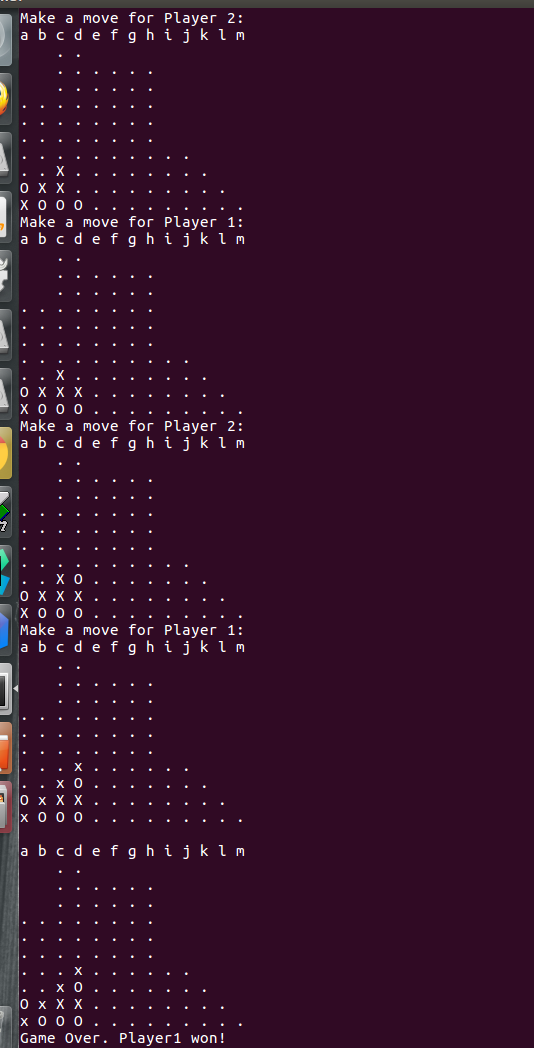 Make a move for Player 2:
a b c d e f g h i j k l m
    . .
    . . . . . .
    . . . . . .
. . . . . . . .
. . . . . . . .
. . . . . . . .
. . . . . . . . . .
. . X . . . . . . . .
O X X . . . . . . . . .
X O O O . . . . . . . . .
Make a move for Player 1:
a b c d e f g h i j k l m
    . .
    . . . . . .
    . . . . . .
. . . . . . . .
. . . . . . . .
. . . . . . . .
. . . . . . . . . .
. . X . . . . . . . .
O X X X . . . . . . . .
X O O O . . . . . . . . .
Make a move for Player 2:
a b c d e f g h i j k l m
    . .
    . . . . . .
    . . . . . .
. . . . . . . .
. . . . . . . .
. . . . . . . .
. . . . . . . . . .
. . X O . . . . . . .
O X X X . . . . . . . .
X O O O . . . . . . . . .
Make a move for Player 1:
a b c d e f g h i j k l m
    . .
    . . . . . .
    . . . . . .
. . . . . . . .
. . . . . . . .
. . . . . . . .
. . . x . . . . . .
. . x O . . . . . . .
O x X X . . . . . . . .
x O O O . . . . . . . . .

a b c d e f g h i j k l m
    . .
    . . . . . .
    . . . . . .
. . . . . . . .
. . . . . . . .
. . . . . . . .
. . . x . . . . . .
. . x O . . . . . . .
O x X X . . . . . . . .
x O O O . . . . . . . . .
Game Over. Player1 won!